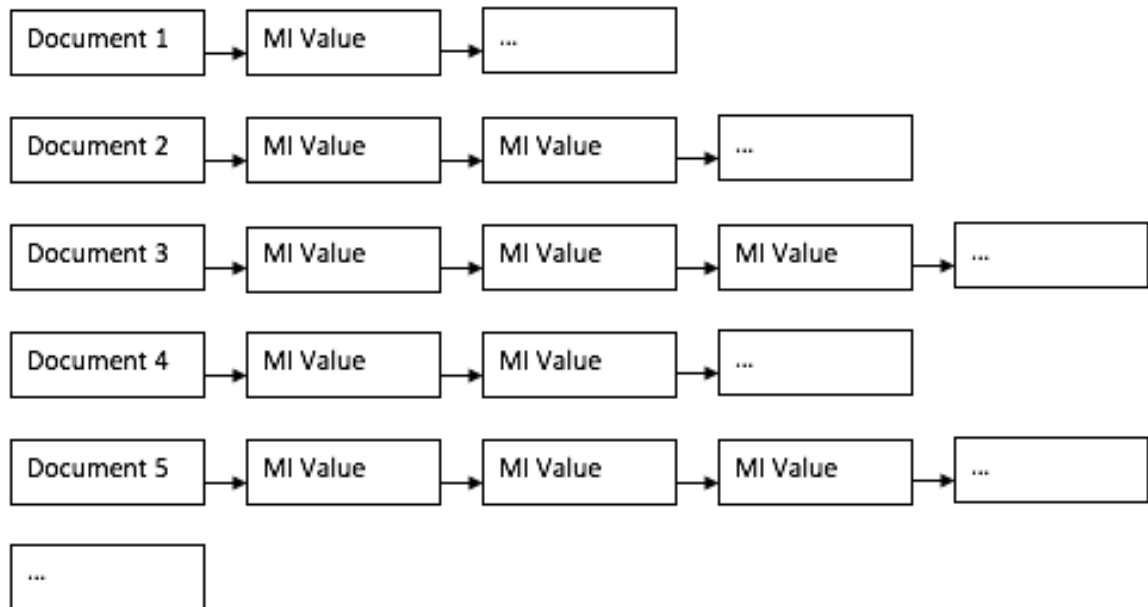 Document 1 MI Value ...
Document 2 MI Value MI Value ...
Document 3 MI Value MI Value MI Value ...
Document 4 MI Value MI Value ...
Document 5 MI Value MI Value MI Value ...
...